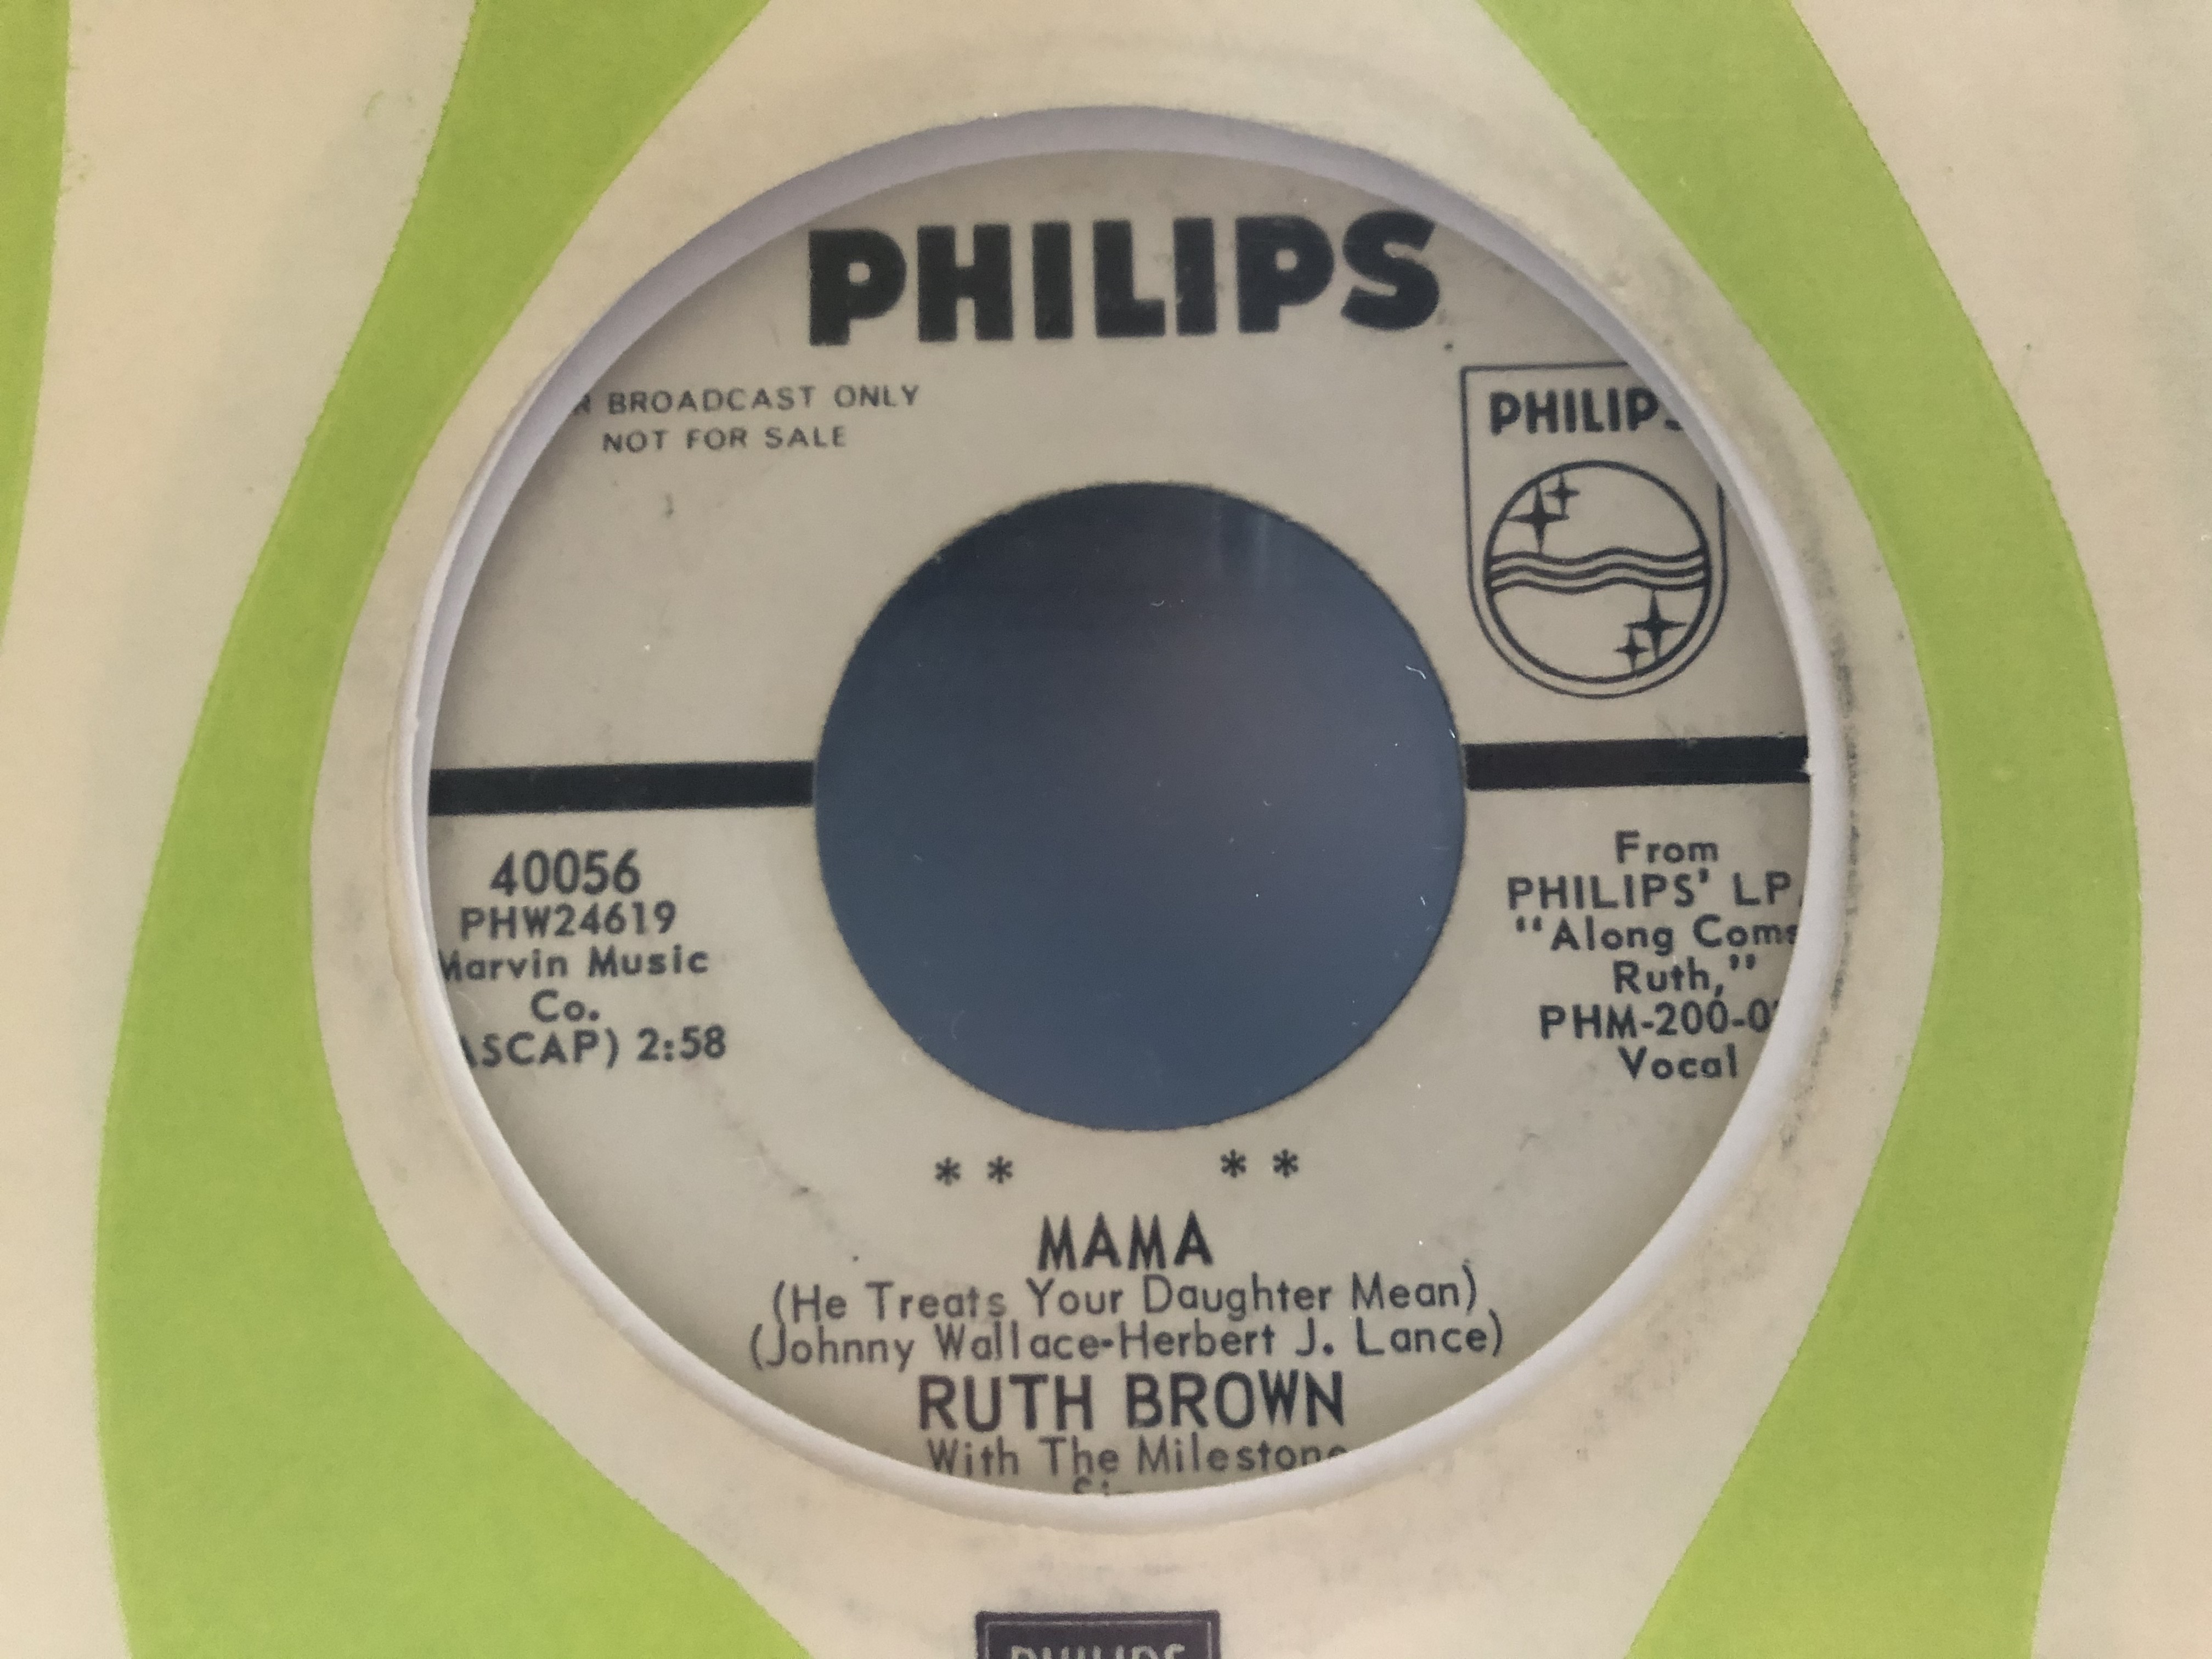 PHILIPS
BROADCAST ONLY
NOT FOR SALE
PHILIPS
40056
PHW24619
Marvin Music
Co.
ASCAP) 2:58
From
PHILIPS' LP
"Along Comes
Ruth,"
PHM-200-0
Vocal
** **
MAMA
(He Treats Your Daughter Mean)
(Johnny Wallace-Herbert J. Lance)
RUTH BROWN
With The Milestone
PHILIPS